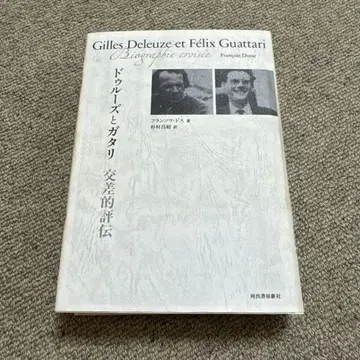 Gilles Deleuze et Félix Guattari
Biographie croisée
François Dosse
ドゥルーズとガタリ 交差的評伝
フランソワ・ドス 著
杉村昌昭 訳
河出書房新社